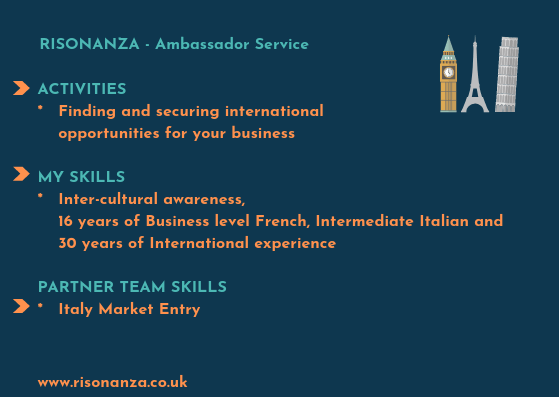 RISONANZA - Ambassador Service
ACTIVITIES
* Finding and securing international
opportunities for your business
MY SKILLS
* Inter-cultural awareness,
16 years of Business level French, Intermediate Italian and
30 years of International experience
PARTNER TEAM SKILLS
* Italy Market Entry
www.risonanza.co.uk